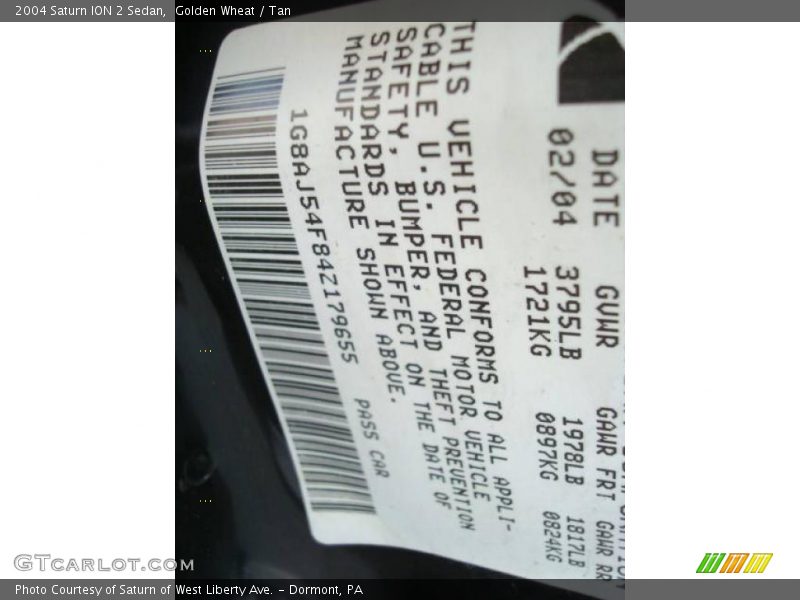 2004 Saturn ION 2 Sedan, Golden Wheat / Tan
DATE GVWR GAWR FRT GAWR RR
02/04 3795LB 1978LB 1817LB
1721KG 0897KG 0824KG
THIS VEHICLE CONFORMS TO ALL APPLI-
CABLE U.S. FEDERAL MOTOR VEHICLE
SAFETY, BUMPER, AND THEFT PREVENTION
STANDARDS IN EFFECT ON THE DATE OF
MANUFACTURE SHOWN ABOVE.
1G8AJ54F84Z179655 PASS CAR
GTCARLOT.COM
Photo Courtesy of Saturn of West Liberty Ave. - Dormont, PA